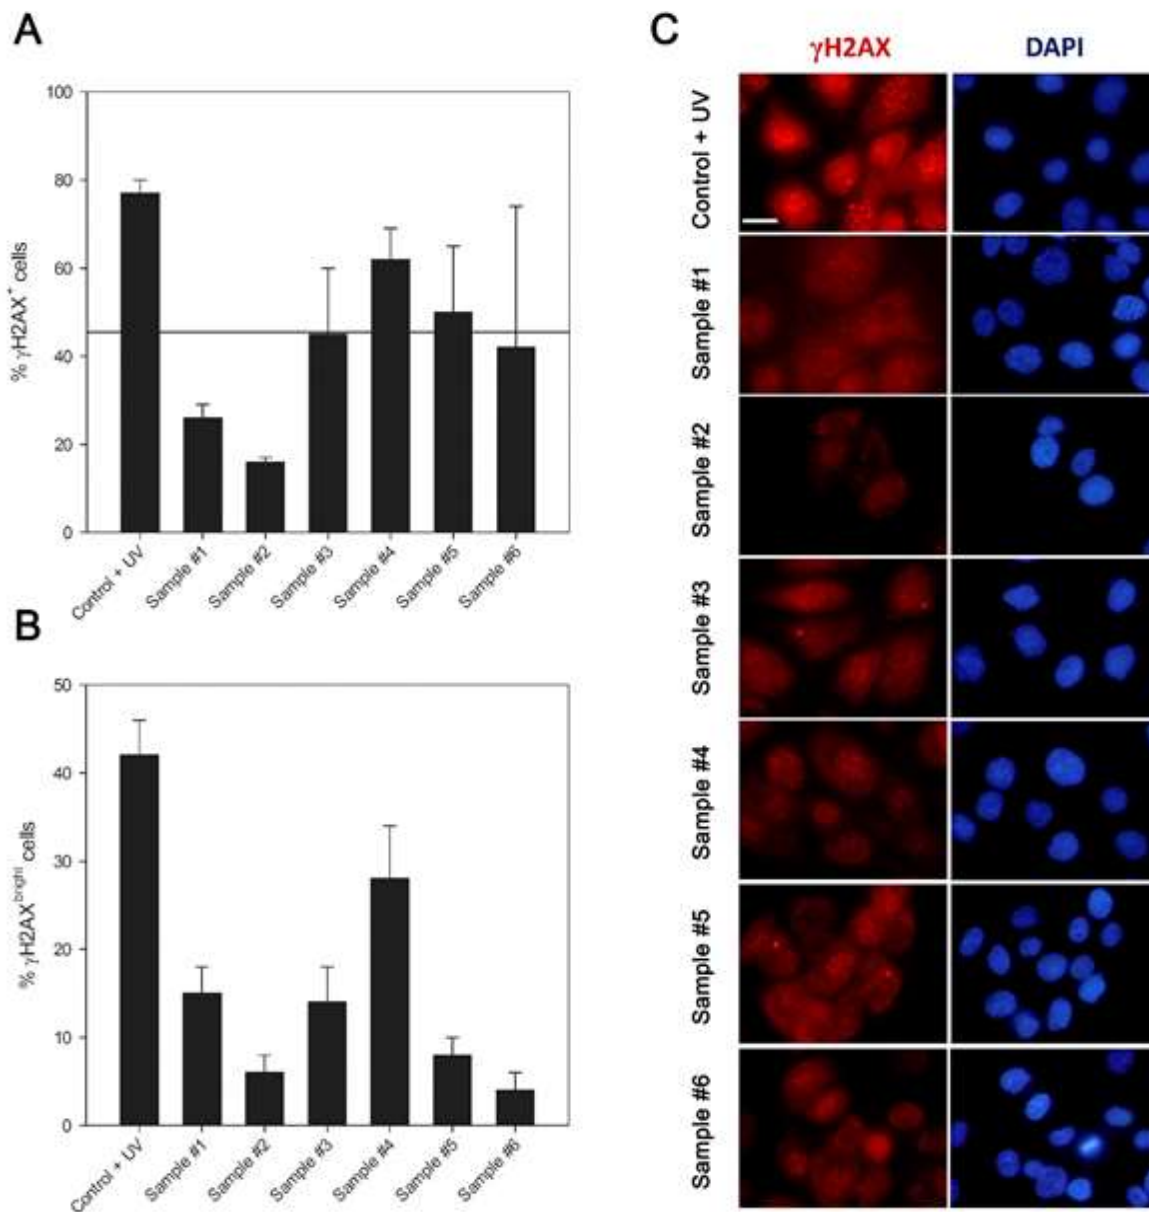 A
% γH2AX⁺ cells
100
80
60
40
20
0
Control + UV
Sample #1
Sample #2
Sample #3
Sample #4
Sample #5
Sample #6
B
% γH2AXᵇʳⁱᵍʰᵗ cells
50
40
30
20
10
0
Control + UV
Sample #1
Sample #2
Sample #3
Sample #4
Sample #5
Sample #6
C
γH2AX DAPI
Control + UV
Sample #1
Sample #2
Sample #3
Sample #4
Sample #5
Sample #6